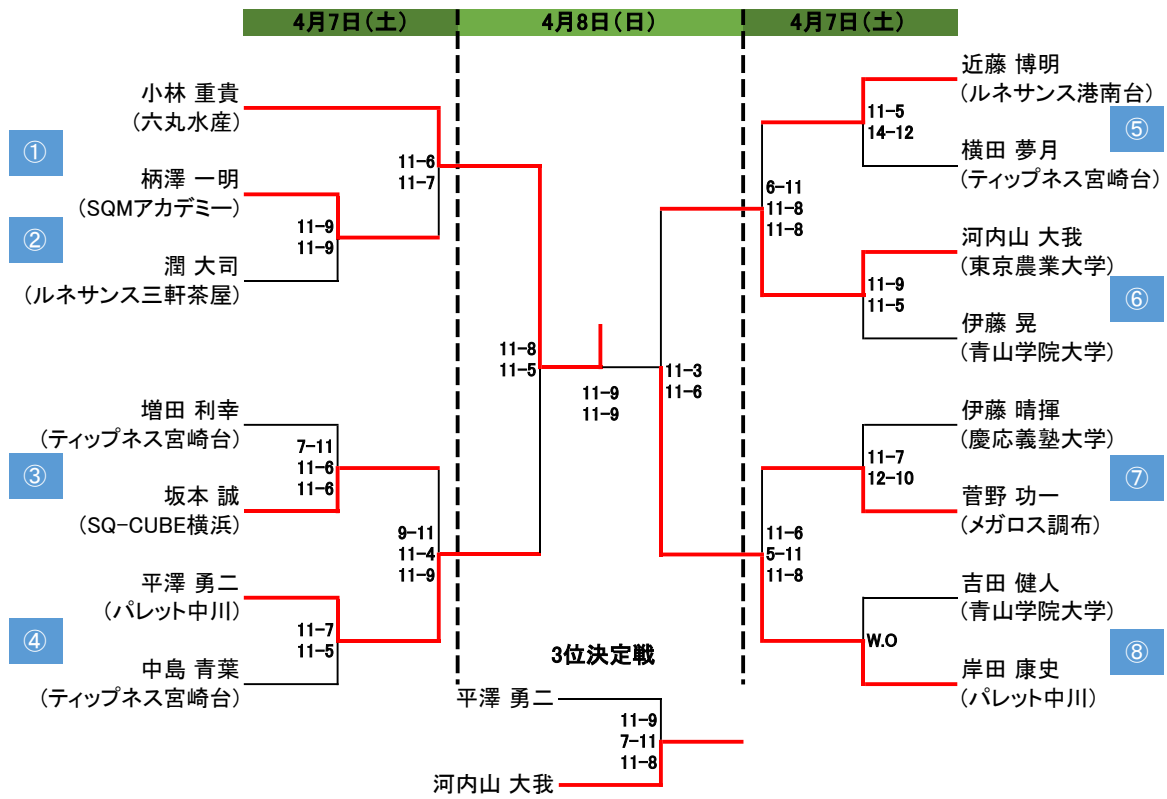 4月7日(土)
4月8日(日)
4月7日(土)
①
小林 重貴
(六丸水産)
柄澤 一明
(SQMアカデミー)
②
潤 大司
(ルネサンス三軒茶屋)
11-9
11-9
11-6
11-7
③
増田 利幸
(ティップネス宮崎台)
坂本 誠
(SQ-CUBE横浜)
7-11
11-6
11-6
④
平澤 勇二
(パレット中川)
中島 青葉
(ティップネス宮崎台)
11-7
11-5
9-11
11-4
11-9
11-8
11-5
11-9
11-9
11-3
11-6
近藤 博明
(ルネサンス港南台)
⑤
横田 夢月
(ティップネス宮崎台)
11-5
14-12
6-11
11-8
11-8
河内山 大我
(東京農業大学)
⑥
伊藤 晃
(青山学院大学)
11-9
11-5
伊藤 晴揮
(慶応義塾大学)
⑦
菅野 功一
(メガロス調布)
11-7
12-10
11-6
5-11
11-8
吉田 健人
(青山学院大学)
⑧
岸田 康史
(パレット中川)
W.O
3位決定戦
平澤 勇二
11-9
7-11
11-8
河内山 大我